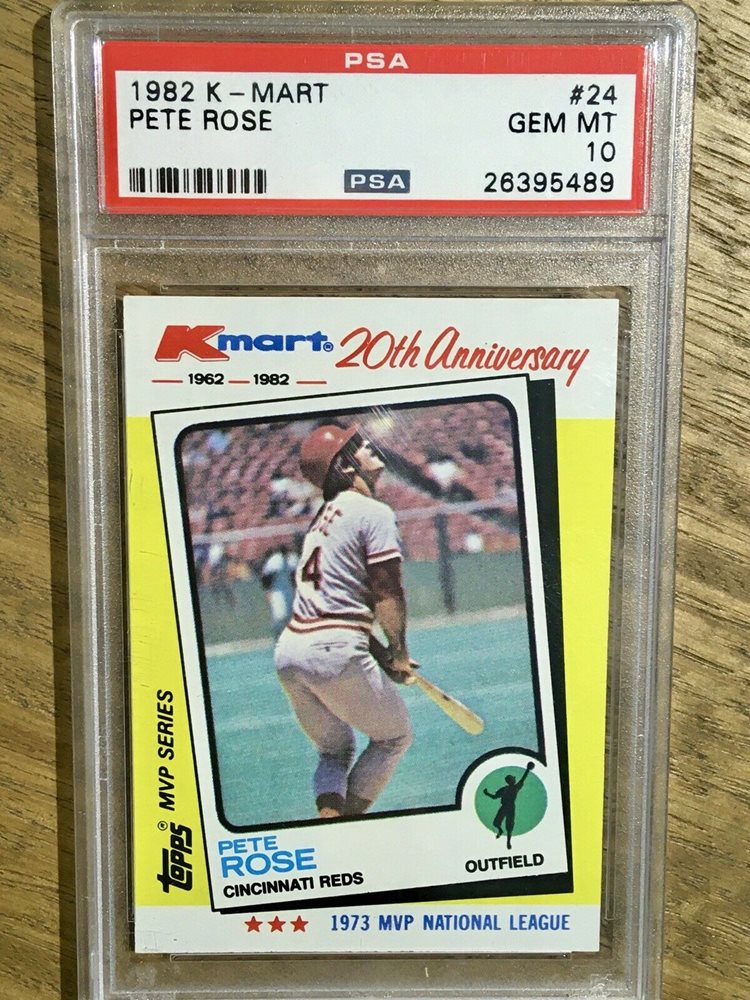 PSA
1982 K-MART #24
PETE ROSE GEM MT
10
PSA 26395489
Kmart® 20th Anniversary
1962 1982
4
topps® MVP SERIES
PETE
ROSE
CINCINNATI REDS
OUTFIELD
1973 MVP NATIONAL LEAGUE